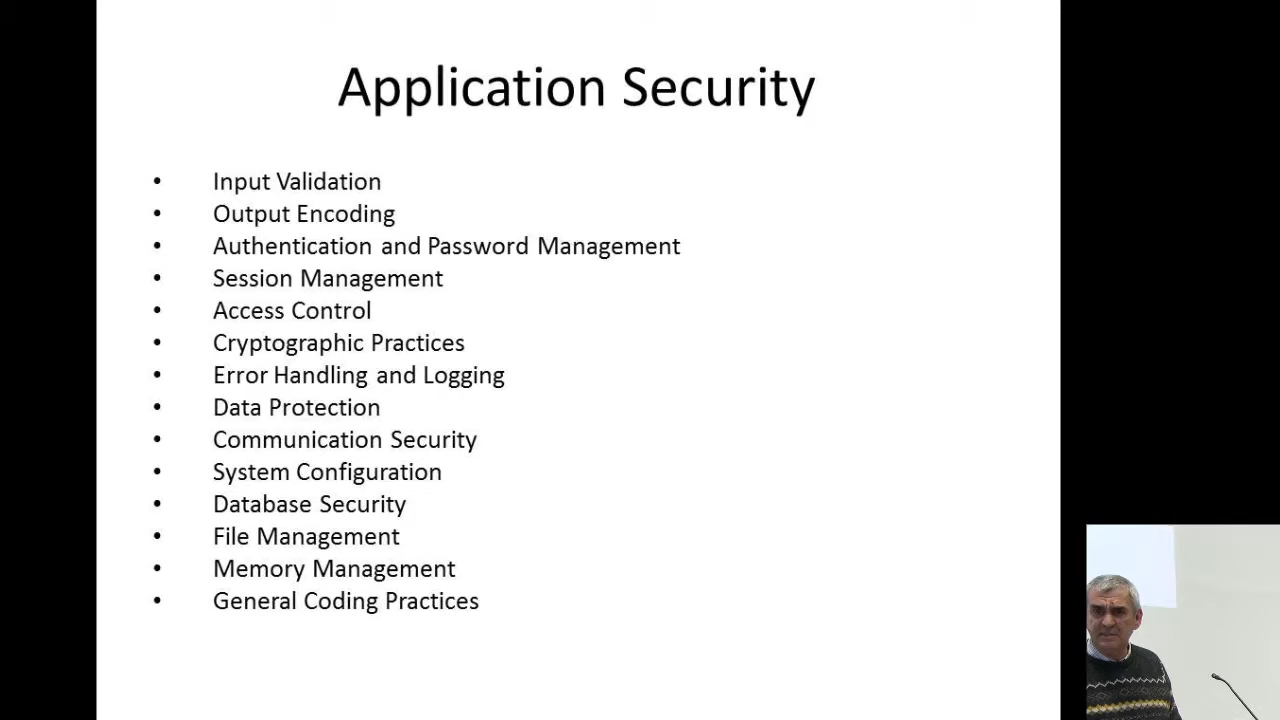 Application Security
• Input Validation
• Output Encoding
• Authentication and Password Management
• Session Management
• Access Control
• Cryptographic Practices
• Error Handling and Logging
• Data Protection
• Communication Security
• System Configuration
• Database Security
• File Management
• Memory Management
• General Coding Practices